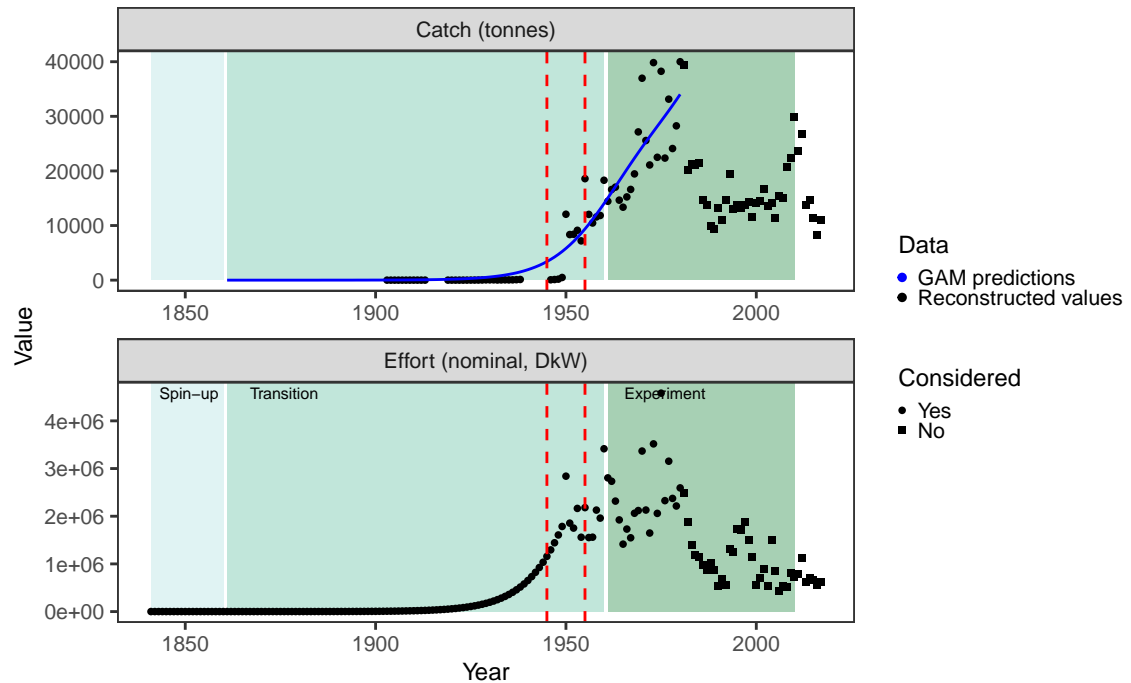 Catch (tonnes)
40000
30000
20000
10000
0
1850
1900
1950
2000
Value
Effort (nominal, DkW)
Spin−up
Transition
Experiment
4e+06
3e+06
2e+06
1e+06
0e+00
1850
1900
1950
2000
Year
Data
GAM predictions
Reconstructed values
Considered
Yes
No